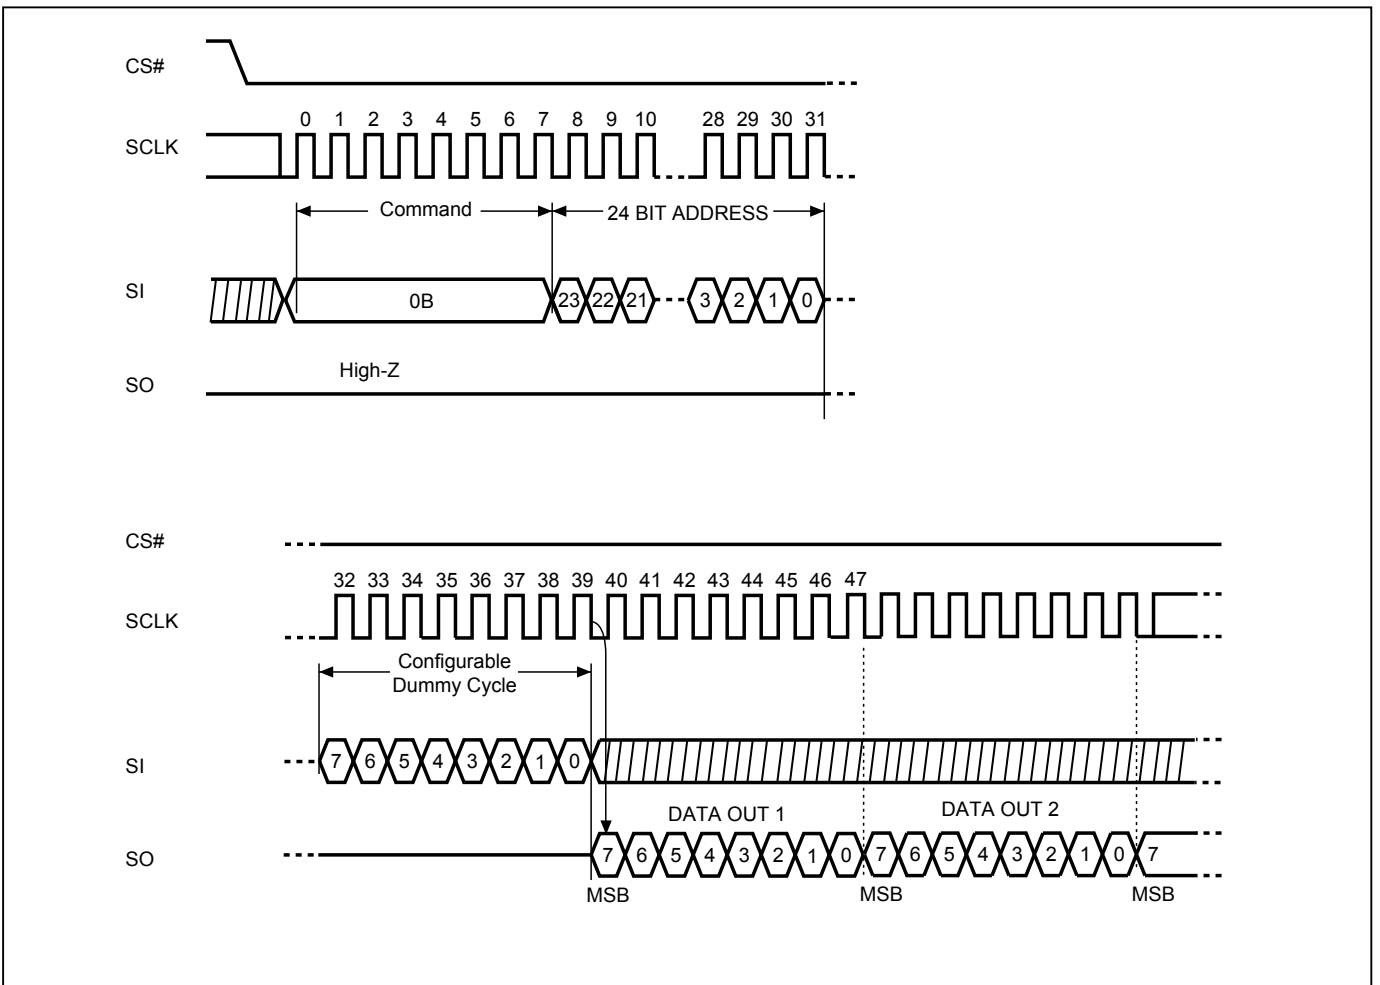 CS#
0 1 2 3 4 5 6 7 8 9 10 28 29 30 31
SCLK
Command 24 BIT ADDRESS
SI
0B 23 22 21 3 2 1 0
High-Z
SO
CS#
32 33 34 35 36 37 38 39 40 41 42 43 44 45 46 47
SCLK
Configurable
Dummy Cycle
SI
7 6 5 4 3 2 1 0
DATA OUT 1 DATA OUT 2
SO
7 6 5 4 3 2 1 0 7 6 5 4 3 2 1 0 7
MSB MSB MSB